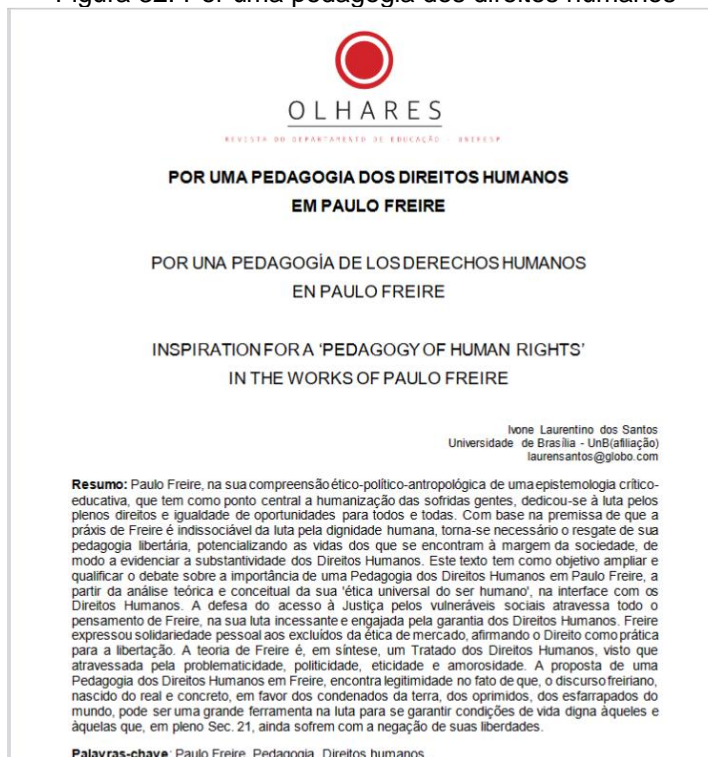 OLHARES
REVISTA DO DEPARTAMENTO DE EDUCAÇÃO - UNIFESP
POR UMA PEDAGOGIA DOS DIREITOS HUMANOS
EM PAULO FREIRE
POR UNA PEDAGOGÍA DE LOS DERECHOS HUMANOS
EN PAULO FREIRE
INSPIRATION FOR A 'PEDAGOGY OF HUMAN RIGHTS'
IN THE WORKS OF PAULO FREIRE
Ivone Laurentino dos Santos
Universidade de Brasília - UnB(afiliação)
laurensantos@globo.com
Resumo: Paulo Freire, na sua compreensão ético-político-antropológica de uma epistemologia crítico-
educativa, que tem como ponto central a humanização das sofridas gentes, dedicou-se à luta pelos
plenos direitos e igualdade de oportunidades para todos e todas. Com base na premissa de que a
práxis de Freire é indissociável da luta pela dignidade humana, torna-se necessário o resgate de sua
pedagogia libertária, potencializando as vidas dos que se encontram à margem da sociedade, de
modo a evidenciar a substantividade dos Direitos Humanos. Este texto tem como objetivo ampliar e
qualificar o debate sobre a importância de uma Pedagogia dos Direitos Humanos em Paulo Freire, a
partir da análise teórica e conceitual da sua 'ética universal do ser humano', na interface com os
Direitos Humanos. A defesa do acesso à Justiça pelos vulneráveis sociais atravessa todo o
pensamento de Freire, na sua luta incessante e engajada pela garantia dos Direitos Humanos. Freire
expressou solidariedade pessoal aos excluídos da ética de mercado, afirmando o Direito como prática
para a libertação. A teoria de Freire é, em síntese, um Tratado dos Direitos Humanos, visto que
atravessada pela problematicidade, politicidade, eticidade e amorosidade. A proposta de uma
Pedagogia dos Direitos Humanos em Freire, encontra legitimidade no fato de que, o discurso freiriano,
nascido do real e concreto, em favor dos condenados da terra, dos oprimidos, dos esfarrapados do
mundo, pode ser uma grande ferramenta na luta para se garantir condições de vida digna àqueles e
àquelas que, em pleno Sec. 21, ainda sofrem com a negação de suas liberdades.
Palavras-chave: Paulo Freire. Pedagogia. Direitos humanos.